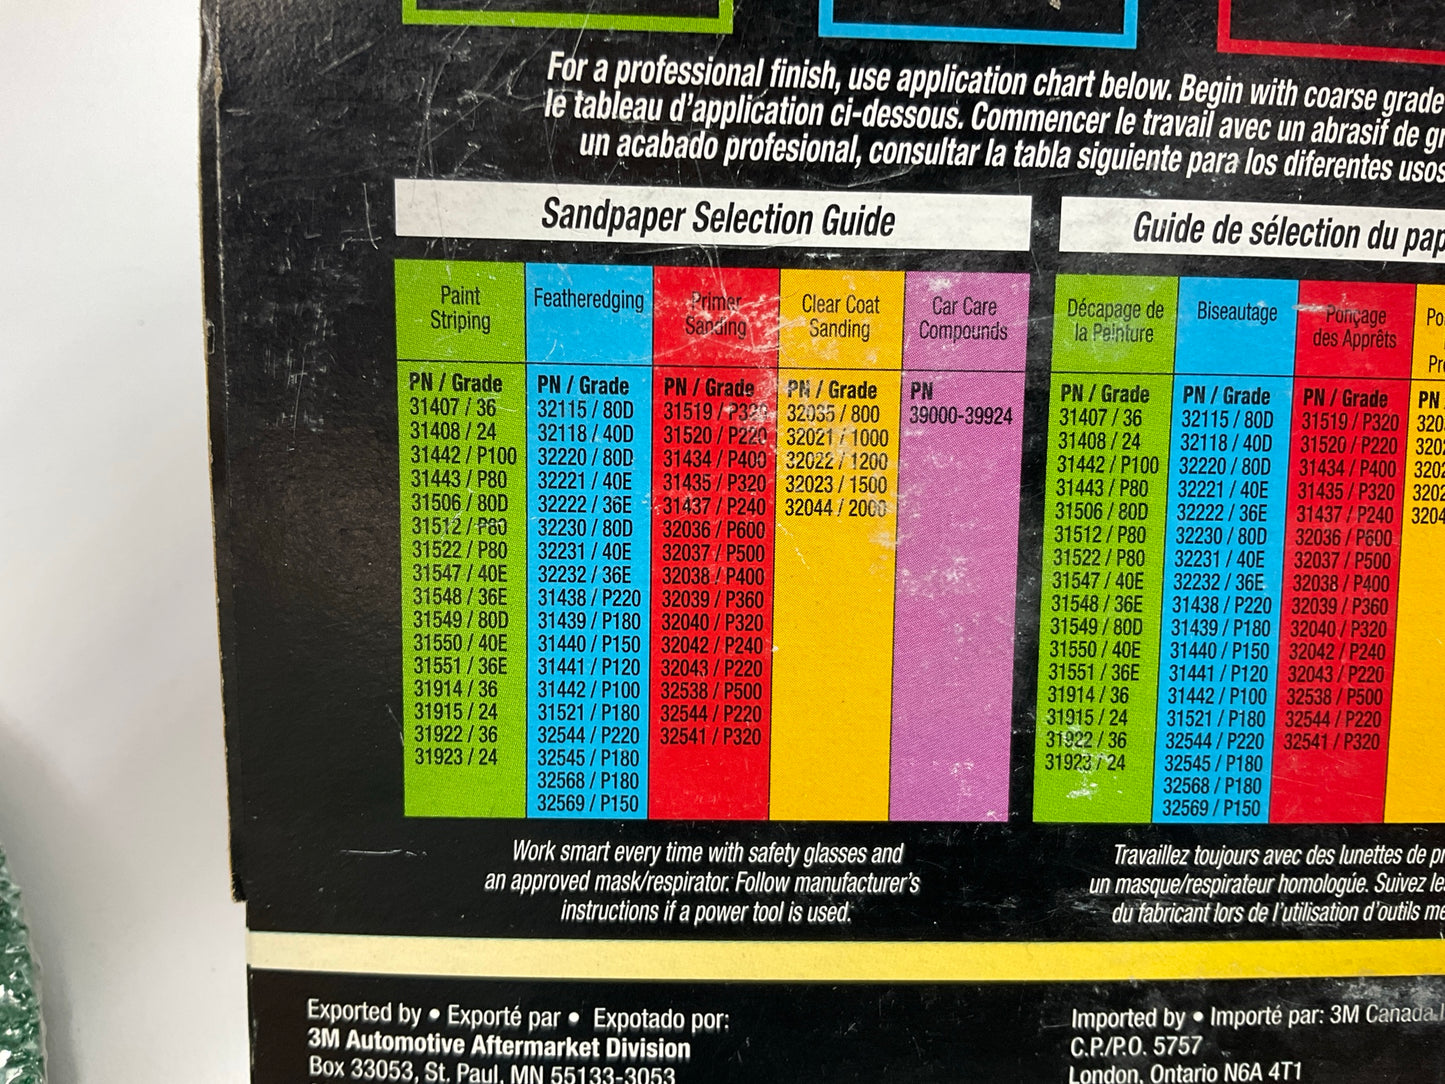 For a professional finish, use application chart below. Begin with coarse grade
le tableau d'application ci-dessous. Commencer le travail avec un abrasif de
un acabado profesional, consultar la tabla siguiente para los diferentes usos
Sandpaper Selection Guide
Paint
Striping
PN / Grade
31407 / 36
31408 / 24
31442 / P100
31443 / P80
31506 / 80D
31512 / P80
31522 / P80
31547 / 40E
31548 / 36E
31549 / 80D
31550 / 40E
31551 / 36E
31914 / 36
31915 / 24
31922 / 36
31923 / 24
Featheredging
PN / Grade
32115 / 80D
32118 / 40D
32220 / 80D
32221 / 40E
32222 / 36E
32230 / 80D
32231 / 40E
32232 / 36E
31438 / P220
31439 / P180
31440 / P150
31441 / P120
31442 / P100
31521 / P180
32544 / P220
32545 / P180
32568 / P180
32569 / P150
Primer
Sanding
PN / Grade
31519 / P320
31520 / P220
31434 / P400
31435 / P320
31437 / P240
32036 / P600
32037 / P500
32038 / P400
32039 / P360
32040 / P320
32042 / P240
32043 / P220
32538 / P500
32544 / P220
32541 / P320
Clear Coat
Sanding
PN / Grade
32035 / 800
32021 / 1000
32022 / 1200
32023 / 1500
32044 / 2000
Car Care
Compounds
PN
39000-39924
Work smart every time with safety glasses and
an approved mask/respirator. Follow manufacturer's
instructions if a power tool is used.
Guide de sélection du
Décapage de
la Peinture
PN / Grade
31407 / 36
31408 / 24
31442 / P100
31443 / P80
31506 / 80D
31512 / P80
31522 / P80
31547 / 40E
31548 / 36E
31549 / 80D
31550 / 40E
31551 / 36E
31914 / 36
31915 / 24
31922 / 36
31923 / 24
Biseautage
PN / Grade
32115 / 80D
32118 / 40D
32220 / 80D
32221 / 40E
32222 / 36E
32230 / 80D
32231 / 40E
32232 / 36E
31438 / P220
31439 / P180
31440 / P150
31441 / P120
31442 / P100
31521 / P180
32544 / P220
32545 / P180
32568 / P180
32569 / P150
Ponçage
des Apprêts
PN / Grade
31519 / P320
31520 / P220
31434 / P400
31435 / P320
31437 / P240
32036 / P600
32037 / P500
32038 / P400
32039 / P360
32040 / P320
32042 / P240
32043 / P220
32538 / P500
32544 / P220
32541 / P320
PN
Travaillez toujours avec des lunettes de
un masque/respirateur homologúe. Suivez
du fabricant lors de l'utilisation d'outils
Exported by • Exporté par • Expotado por:
3M Automotive Aftermarket Division
Box 33053, St. Paul, MN 55133-3053
Imported by • Importé par: 3M Canada
C.P./P.O. 5757
London, Ontario N6A 4T1